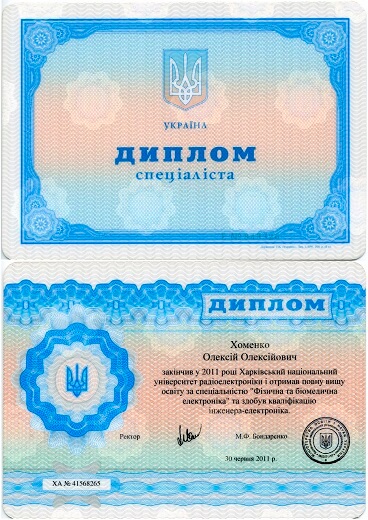 УКРАЇНА
ДИПЛОМ
спеціаліста
ДИПЛОМ
Хоменко
Олексій Олексійович
закінчив у 2011 році Харківський національний
університет радіоелектроніки і отримав повну вищу
освіту за спеціальністю "Фізична та біомедична
електроніка" та здобув кваліфікацію
інженера-електроніка.
Ректор
М.Ф. Бондаренко
30 червня 2011 р.
ХА № 41568265